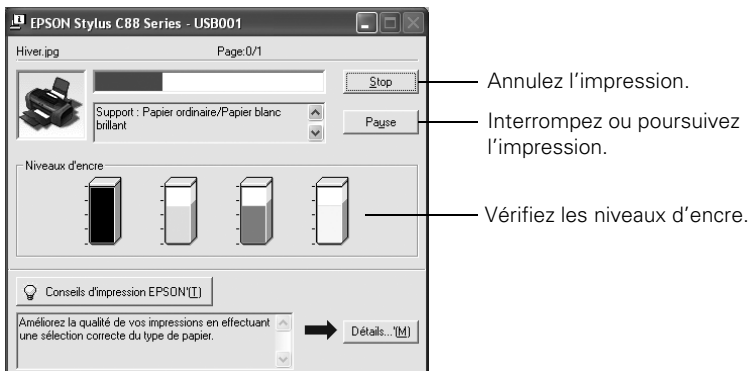 EPSON Stylus C88 Series - USB001
Hiver.jpg Page:0/1
Stop
Annulez l’impression.
Support : Papier ordinaire/Papier blanc
brillant
Pause
Interrompez ou poursuivez
l’impression.
Niveaux d'encre
Vérifiez les niveaux d’encre.
Conseils d'impression EPSON'(T)
Améliorez la qualité de vos impressions en effectuant
une sélection correcte du type de papier.
Détails...'(M)